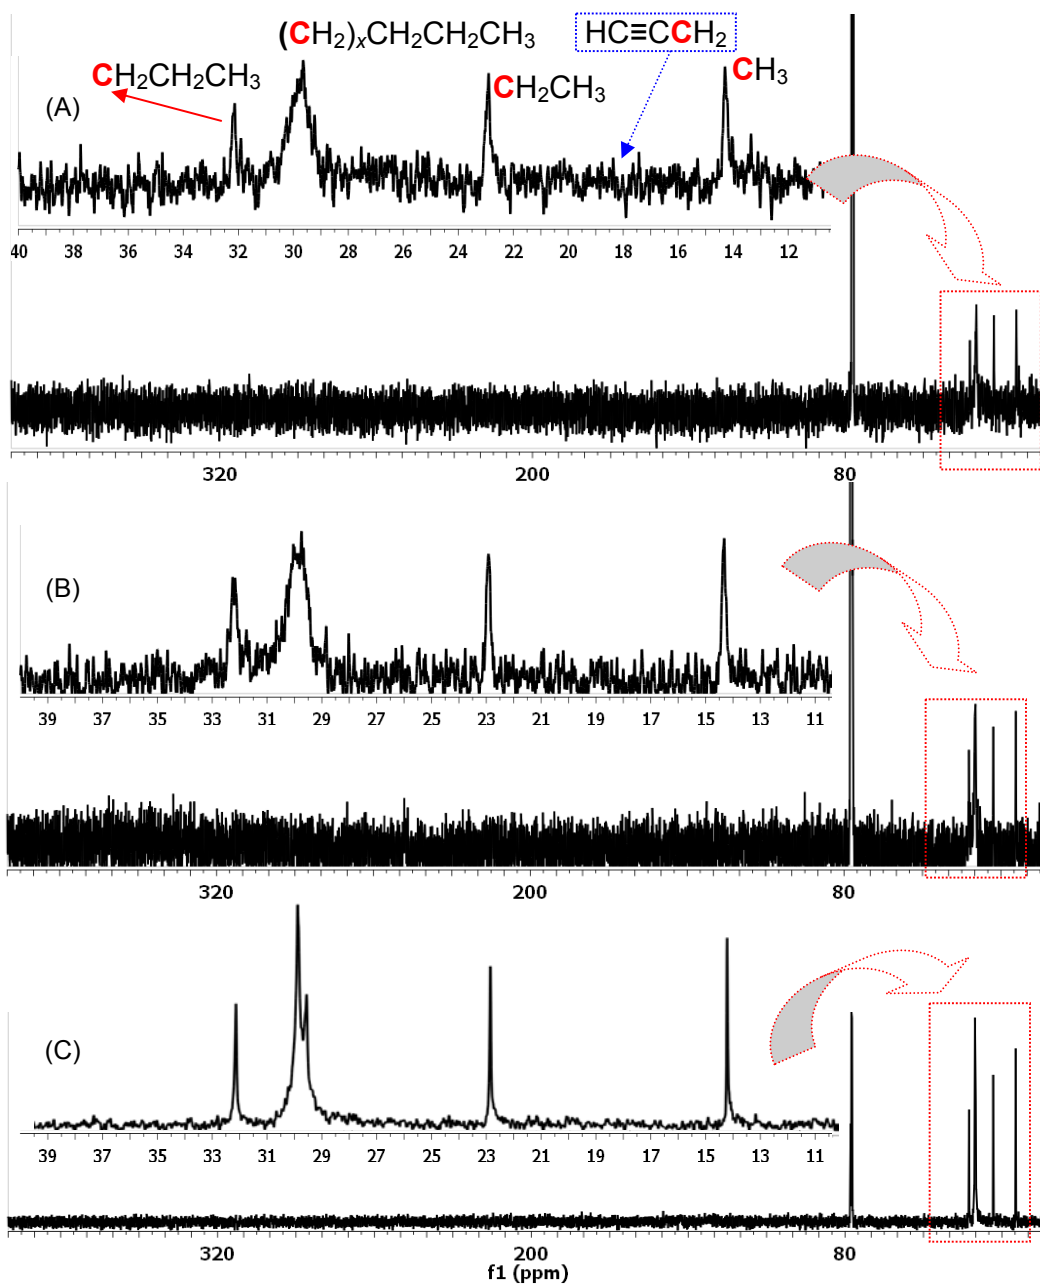 (CH₂)ₓCH₂CH₂CH₃
HC≡CCH₂
CH₂CH₂CH₃
CH₂CH₃
CH₃
(A)
40 38 36 34 32 30 28 26 24 22 20 18 16 14 12
320 200 80
(B)
39 37 35 33 31 29 27 25 23 21 19 17 15 13 11
320 200 80
(C)
39 37 35 33 31 29 27 25 23 21 19 17 15 13 11
320 200 80
f1 (ppm)